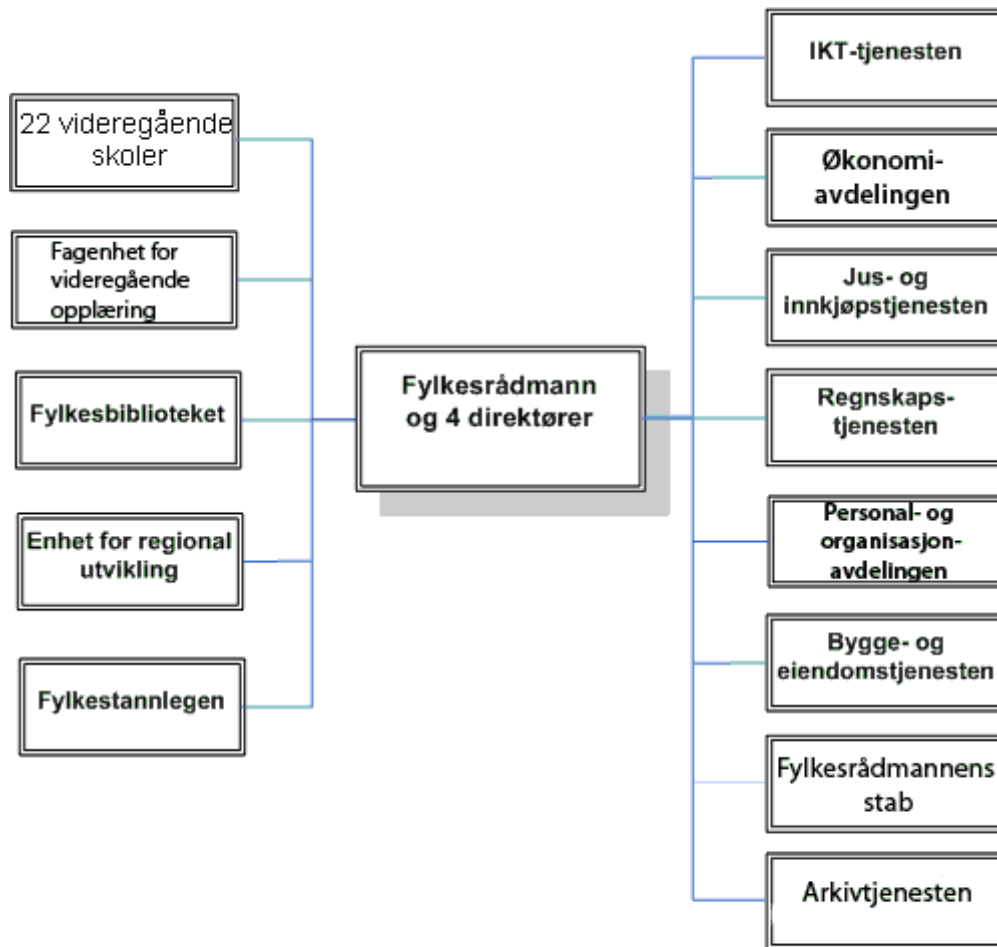 22 videregående
skoler
Fagenhet for
videregående
opplæring
Fylkesbiblioteket
Enhet for regional
utvikling
Fylkestannlegen
Fylkesrådmann
og 4 direktører
IKT-tjenesten
Økonomi-
avdelingen
Jus- og
innkjøpstjenesten
Regnskaps-
tjenesten
Personal- og
organisasjon-
avdelingen
Bygge- og
eiendomstjenesten
Fylkesrådmannens
stab
Arkivtjenesten